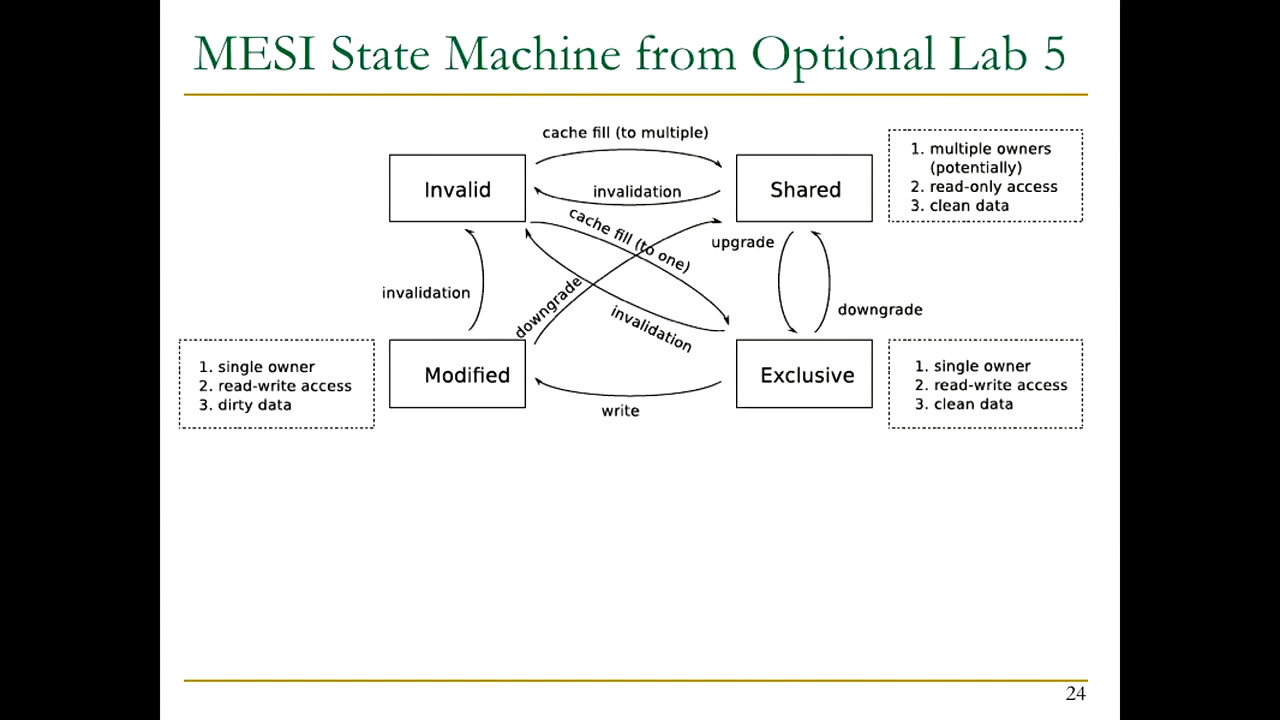 MESI State Machine from Optional Lab 5
cache fill (to multiple)
Invalid
invalidation
Shared
1. multiple owners
(potentially)
2. read-only access
3. clean data
cache fill (to one)
upgrade
invalidation
downgrade
invalidation
downgrade
1. single owner
2. read-write access
3. dirty data
Modified
write
Exclusive
1. single owner
2. read-write access
3. clean data
24